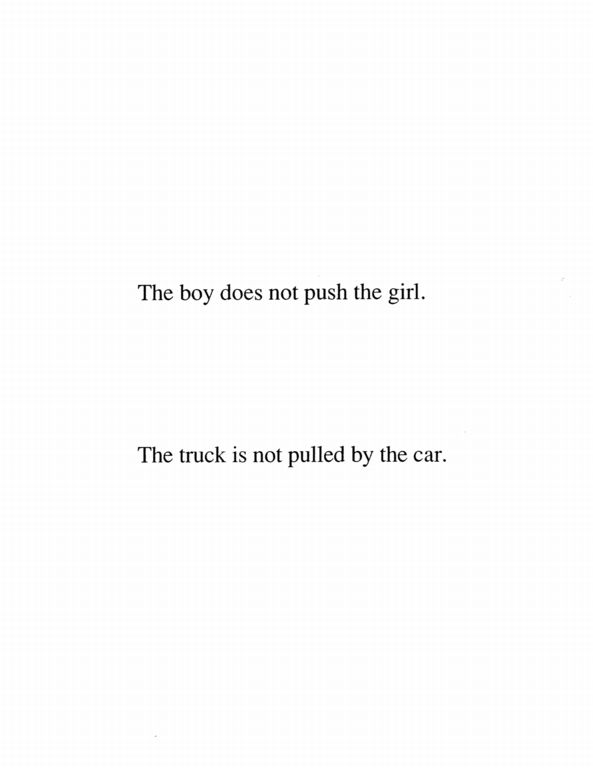 The boy does not push the girl.
The truck is not pulled by the car.